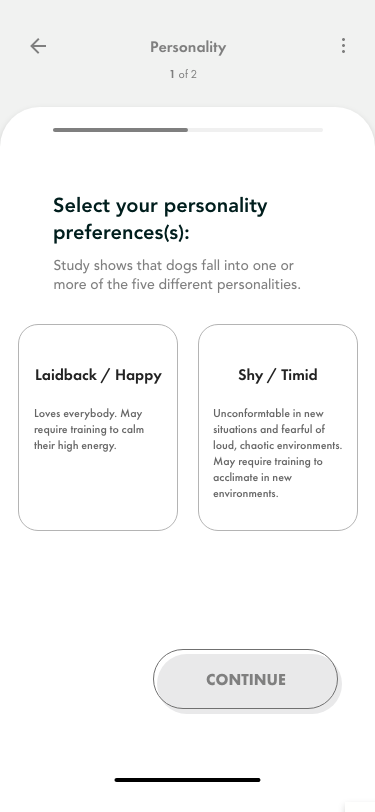 Personality
1 of 2
Select your personality
preferences(s):
Study shows that dogs fall into one or
more of the five different personalities.
Laidback / Happy
Loves everybody. May
require training to calm
their high energy.
Shy / Timid
Unconformtable in new
situations and fearful of
loud, chaotic environments.
May require training to
acclimate in new
environments.
CONTINUE